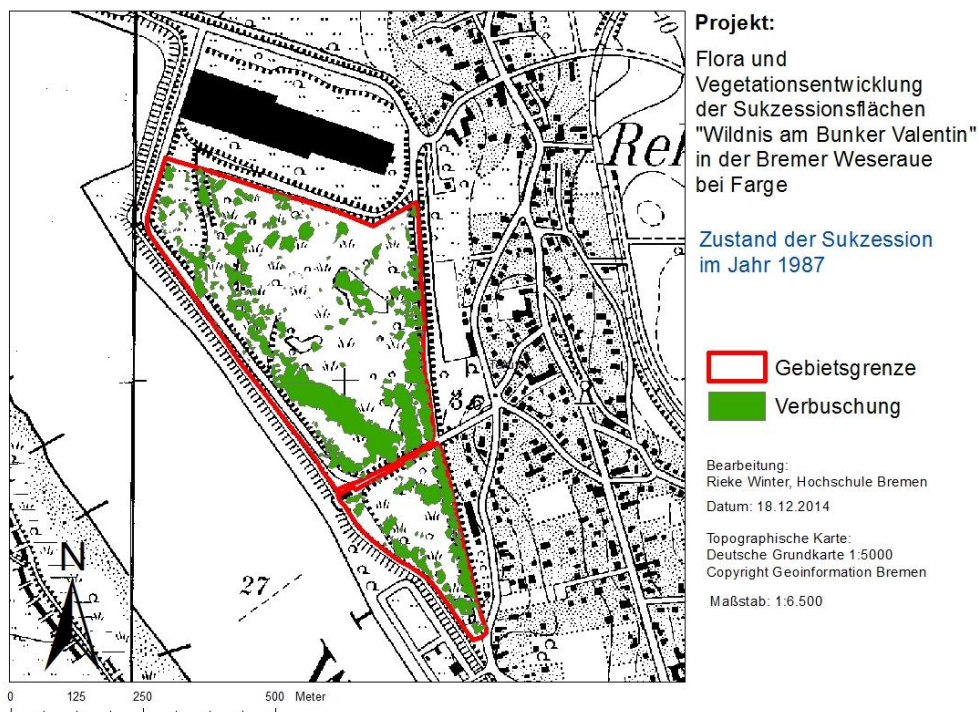 Projekt:
Flora und
Vegetationsentwicklung
der Sukzessionsflächen
"Wildnis am Bunker Valentin"
in der Bremer Weseraue
bei Farge
Zustand der Sukzession
im Jahr 1987
Gebietsgrenze
Verbuschung
Bearbeitung:
Rieke Winter, Hochschule Bremen
Datum: 18.12.2014
Topographische Karte:
Deutsche Grundkarte 1:5000
Copyright Geoinformation Bremen
Maßstab: 1:6.500
10
Rek
36
27
N
W
0 125 250 500 Meter